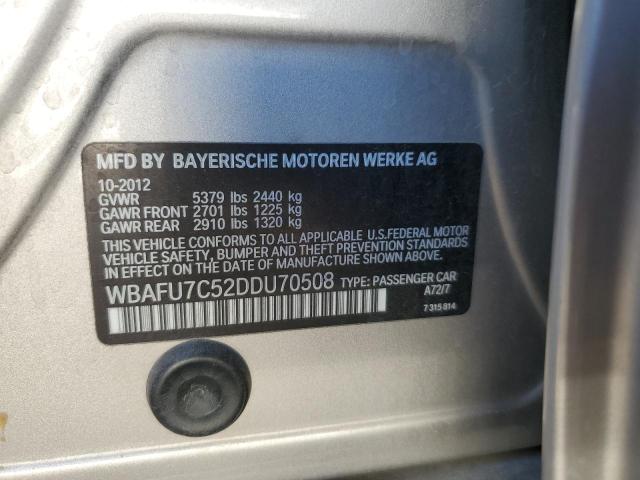 MFD BY BAYERISCHE MOTOREN WERKE AG
10-2012
GVWR 5379 lbs 2440 kg
GAWR FRONT 2701 lbs 1225 kg
GAWR REAR 2910 lbs 1320 kg
THIS VEHICLE CONFORMS TO ALL APPLICABLE U.S.FEDERAL MOTOR
VEHICLE SAFETY, BUMPER AND THEFT PREVENTION STANDARDS
IN EFFECT ON THE DATE OF MANUFACTURE SHOWN ABOVE.
WBAFU7C52DDU70508 TYPE: PASSENGER CAR
A72/7
7 315 814